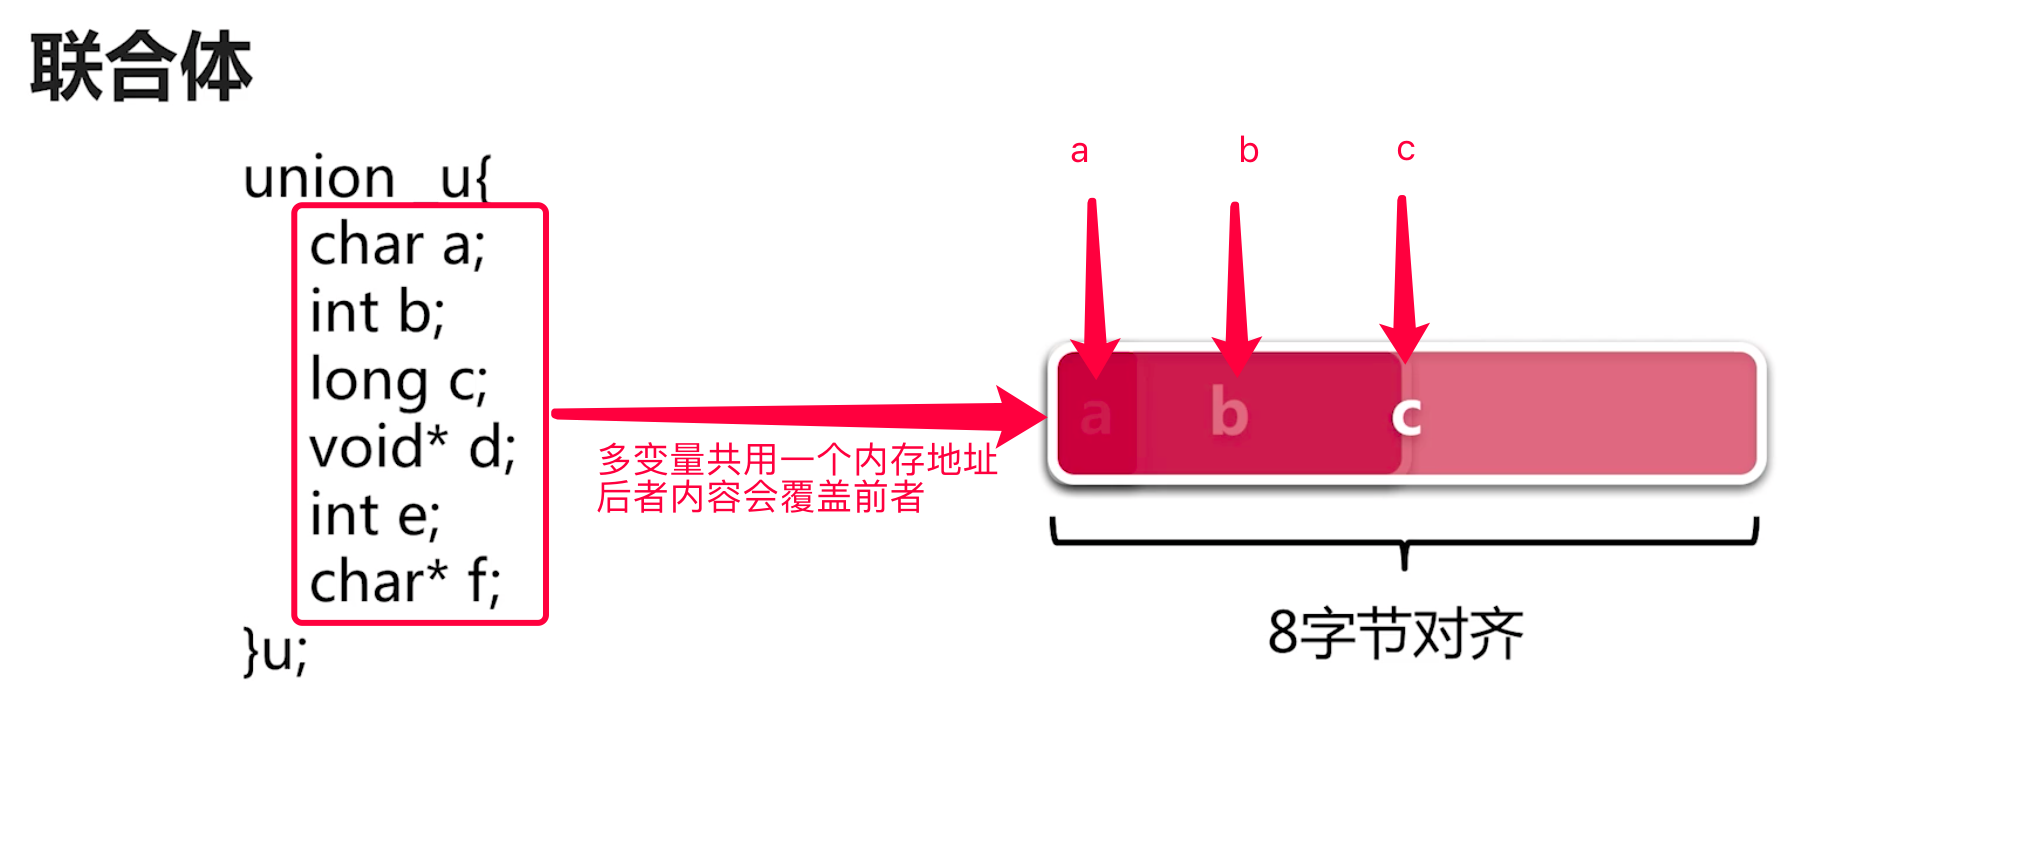 联合体
union _u{
char a;
int b;
long c;
void* d;
int e;
char* f;
}u;
多变量共用一个内存地址
后者内容会覆盖前者
a
b
c
a
b
c
8字节对齐